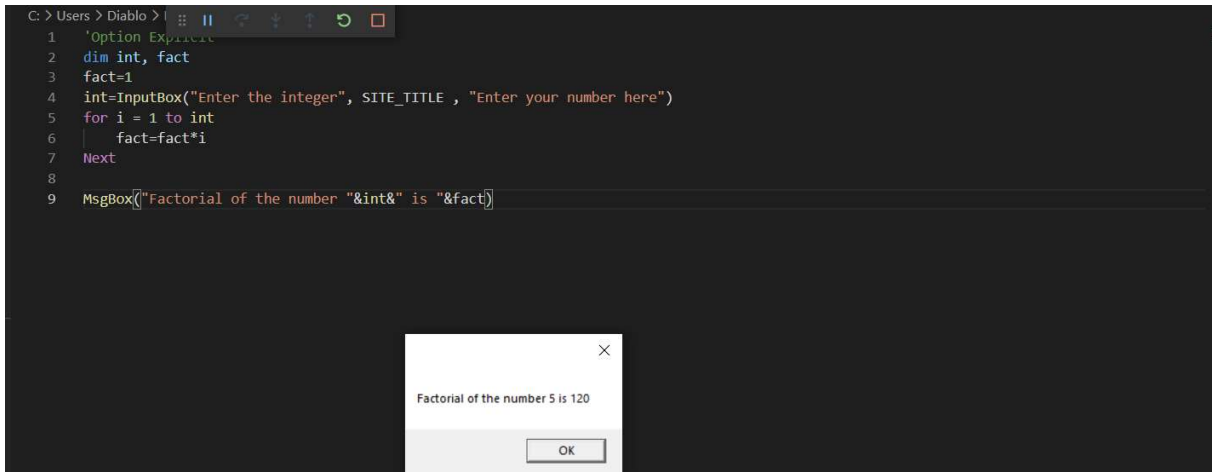 C: > Users > Diablo >
1 'Option Explicit
2 dim int, fact
3 fact=1
4 int=InputBox("Enter the integer", SITE_TITLE , "Enter your number here")
5 for i = 1 to int
6 fact=fact*i
7 Next
8
9 MsgBox("Factorial of the number "&int&" is "&fact)
Factorial of the number 5 is 120
OK